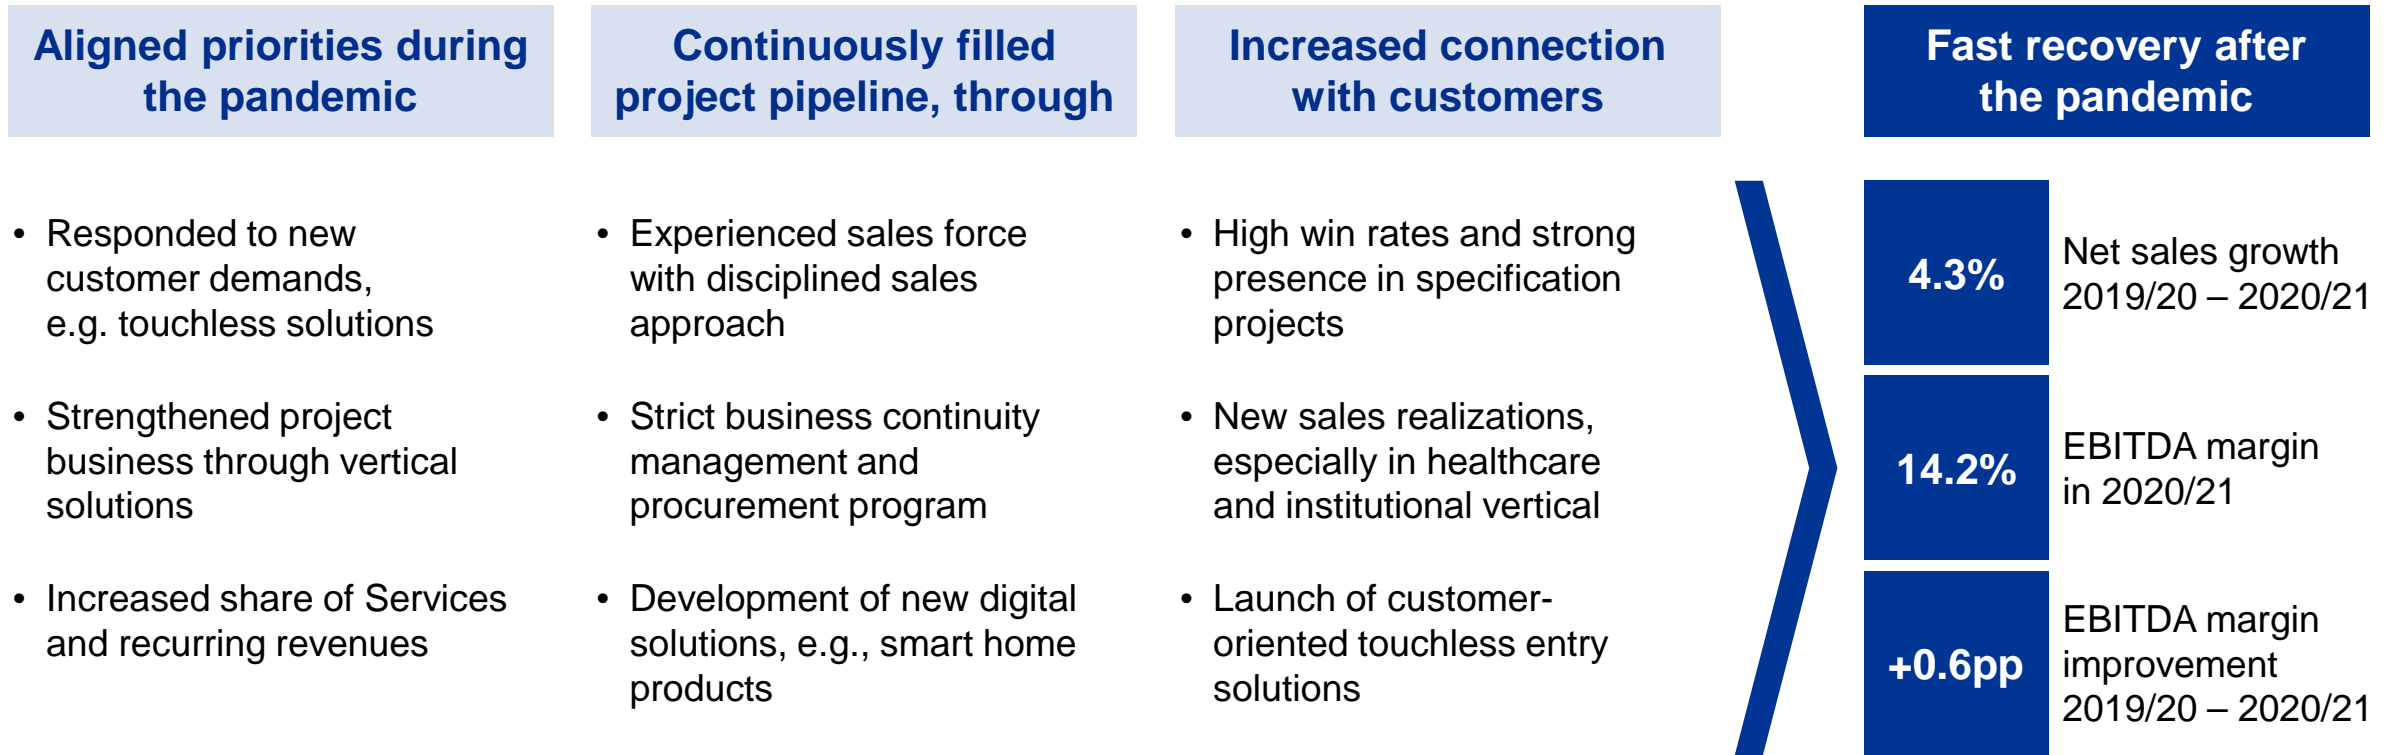 Aligned priorities during
the pandemic
• Responded to new
customer demands,
e.g. touchless solutions
• Strengthened project
business through vertical
solutions
• Increased share of Services
and recurring revenues
Continuously filled
project pipeline, through
• Experienced sales force
with disciplined sales
approach
• Strict business continuity
management and
procurement program
• Development of new digital
solutions, e.g., smart home
products
Increased connection
with customers
• High win rates and strong
presence in specification
projects
• New sales realizations,
especially in healthcare
and institutional vertical
• Launch of customer-
oriented touchless entry
solutions
Fast recovery after
the pandemic
4.3%
Net sales growth
2019/20 – 2020/21
14.2%
EBITDA margin
in 2020/21
+0.6pp
EBITDA margin
improvement
2019/20 – 2020/21